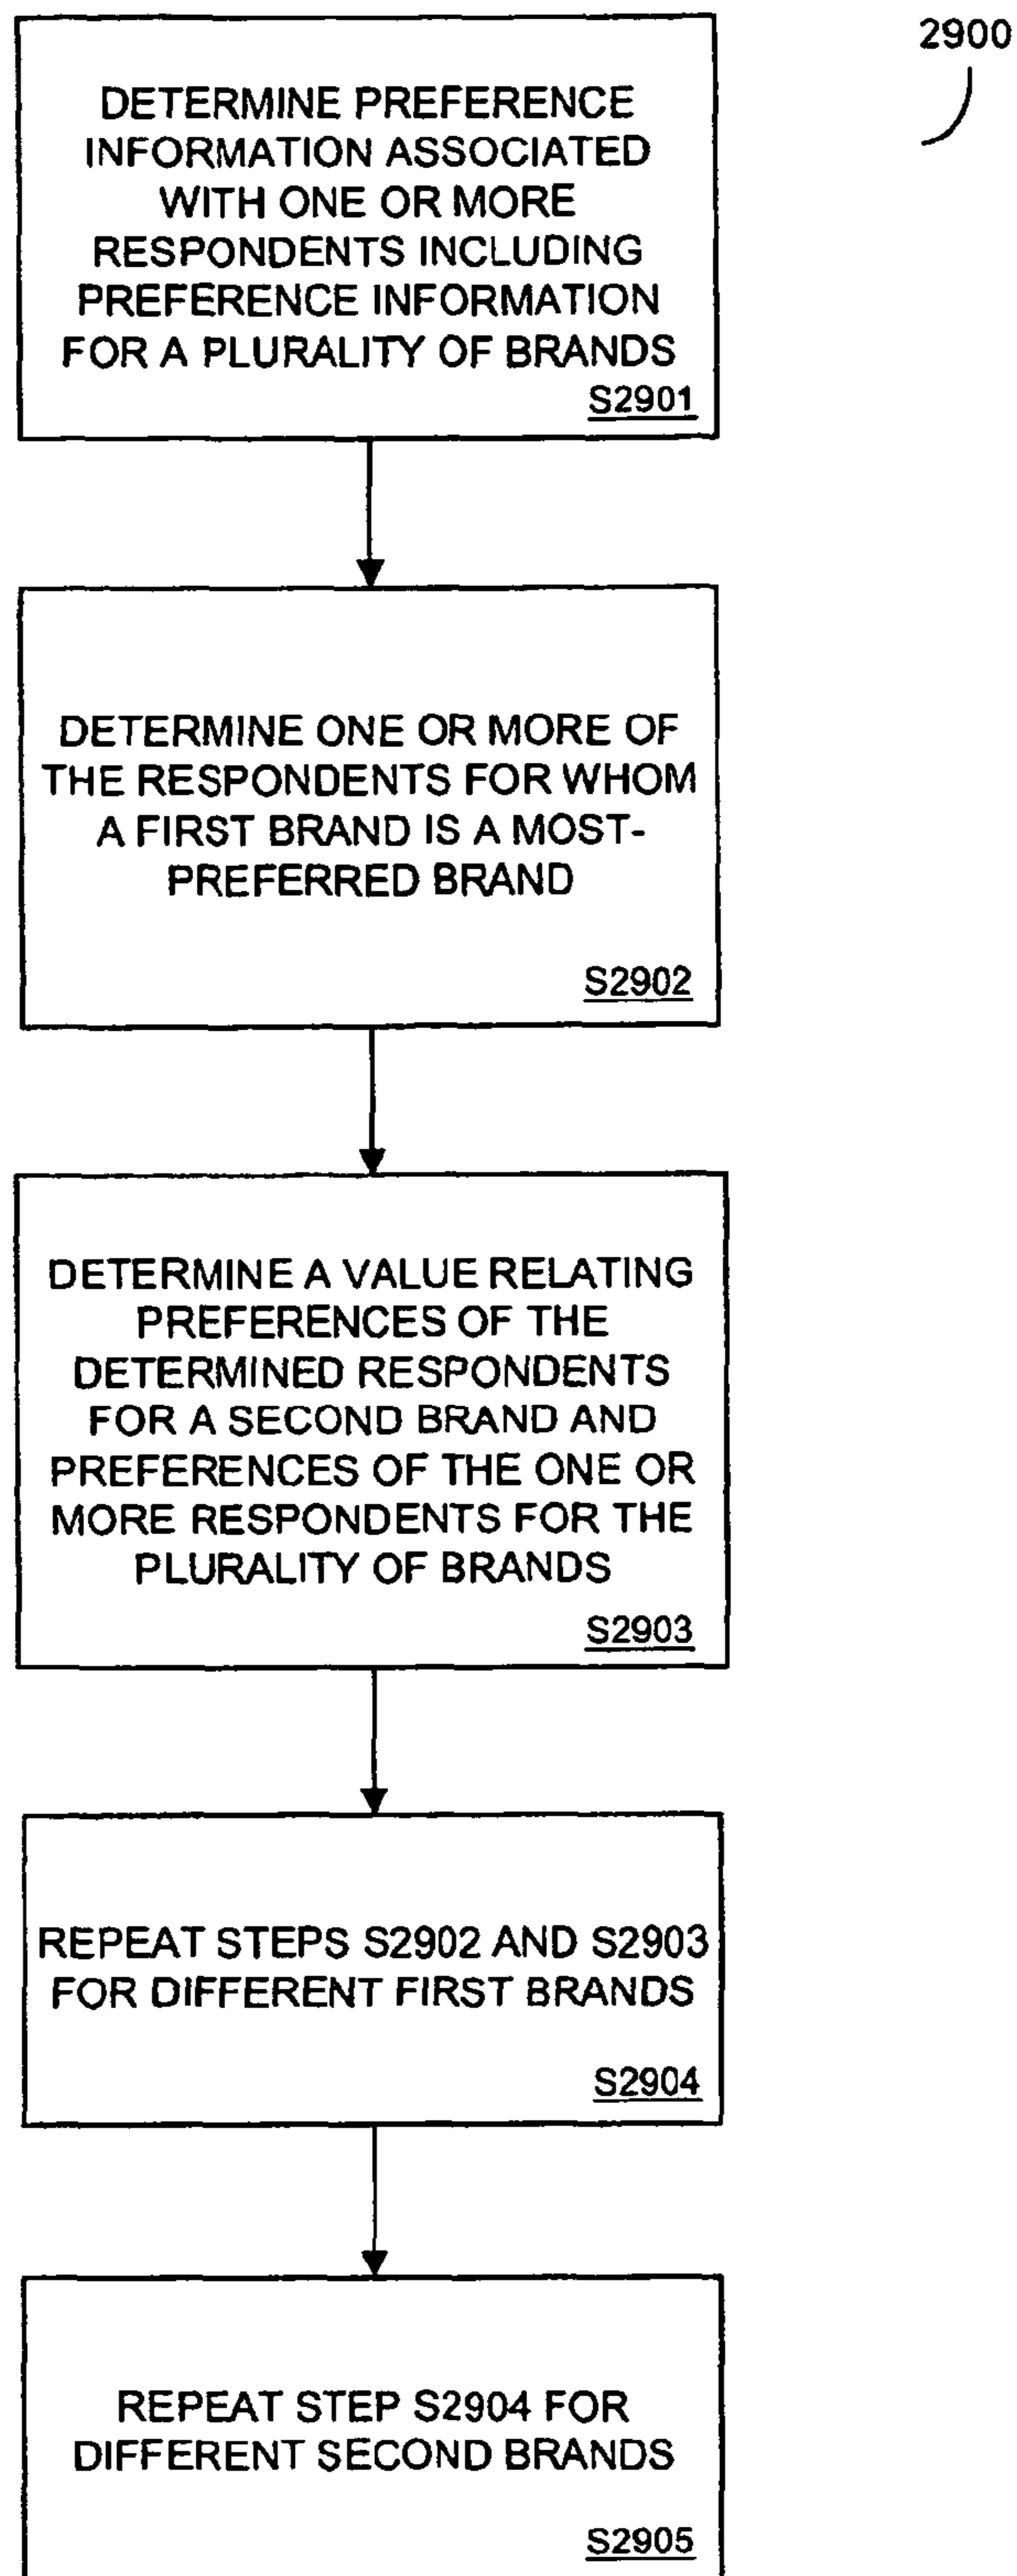 2900
DETERMINE PREFERENCE
INFORMATION ASSOCIATED
WITH ONE OR MORE
RESPONDENTS INCLUDING
PREFERENCE INFORMATION
FOR A PLURALITY OF BRANDS
S2901
DETERMINE ONE OR MORE OF
THE RESPONDENTS FOR WHOM
A FIRST BRAND IS A MOST-
PREFERRED BRAND
S2902
DETERMINE A VALUE RELATING
PREFERENCES OF THE
DETERMINED RESPONDENTS
FOR A SECOND BRAND AND
PREFERENCES OF THE ONE OR
MORE RESPONDENTS FOR THE
PLURALITY OF BRANDS
S2903
REPEAT STEPS S2902 AND S2903
FOR DIFFERENT FIRST BRANDS
S2904
REPEAT STEP S2904 FOR
DIFFERENT SECOND BRANDS
S2905